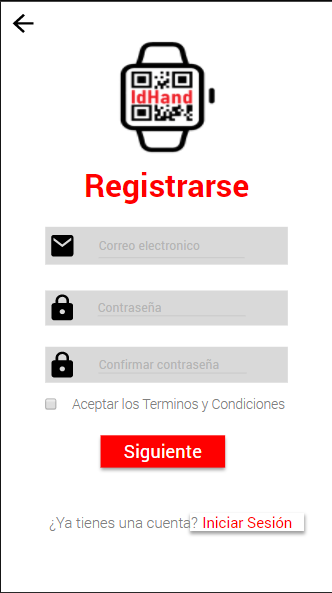 IdHand
Registrarse
Correo electronico
Contraseña
Confirmar contraseña
Aceptar los Terminos y Condiciones
Siguiente
¿Ya tienes una cuenta? Iniciar Sesión